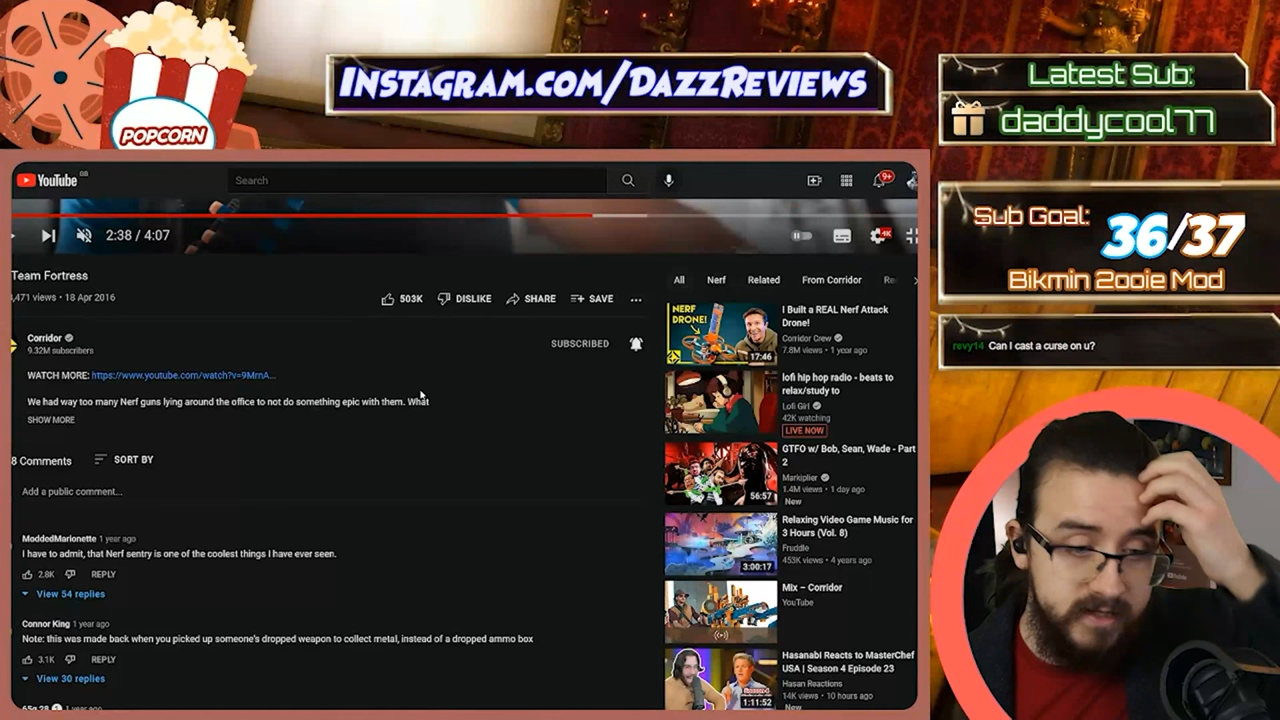 INSTAGRAM.COM/DAZZREVIEWS
POPCORN
Latest Sub:
daddycool77
Sub Goal:
36/37
Bikmin 2ooie Mod
revy14 Can I cast a curse on u?
YouTube GB
Search
9+
2:38 / 4:07
4K
Team Fortress
,471 views • 18 Apr 2016
503K DISLIKE SHARE SAVE
Corridor
9.32M subscribers
SUBSCRIBED
WATCH MORE: https://www.youtube.com/watch?v=9MrnA...
We had way too many Nerf guns lying around the office to not do something epic with them. What
SHOW MORE
8 Comments SORT BY
Add a public comment...
ModdedMarionette 1 year ago
I have to admit, that Nerf sentry is one of the coolest things I have ever seen.
2.8K REPLY
View 54 replies
Connor King 1 year ago
Note: this was made back when you picked up someone's dropped weapon to collect metal, instead of a dropped ammo box
3.1K REPLY
View 30 replies
All Nerf Related From Corridor Re
NERF
DRONE!
17:46
I Built a REAL Nerf Attack
Drone!
Corridor Crew
7.8M views • 1 year ago
lofi hip hop radio - beats to
relax/study to
Lofi Girl
42K watching
LIVE NOW
56:57
GTFO w/ Bob, Sean, Wade - Part
2
Markiplier
1.4M views • 1 day ago
New
3:00:17
Relaxing Video Game Music for
3 Hours (Vol. 8)
Fruddle
453K views • 4 years ago
Mix – Corridor
YouTube
1:11:52
Hasanabi Reacts to MasterChef
USA | Season 4 Episode 23
Hasan Reactions
14K views • 10 hours ago
New